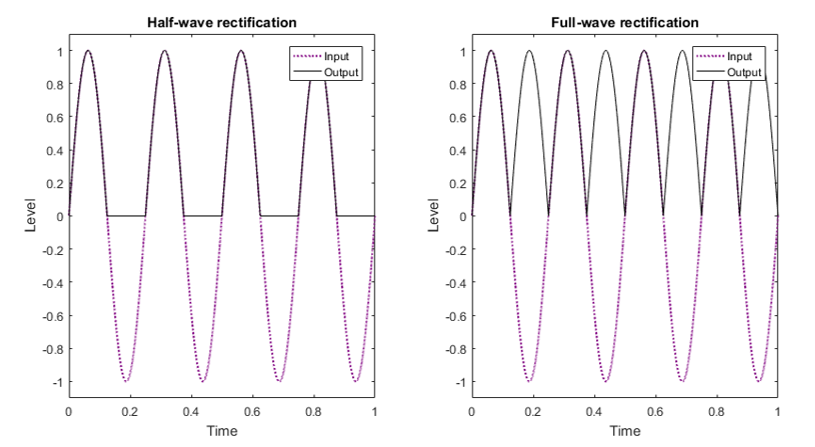 Half-wave rectification
Input
Output
1
0.8
0.6
0.4
0.2
0
-0.2
-0.4
-0.6
-0.8
-1
Level
0 0.2 0.4 0.6 0.8 1
Time
Full-wave rectification
Input
Output
1
0.8
0.6
0.4
0.2
0
-0.2
-0.4
-0.6
-0.8
-1
Level
0 0.2 0.4 0.6 0.8 1
Time